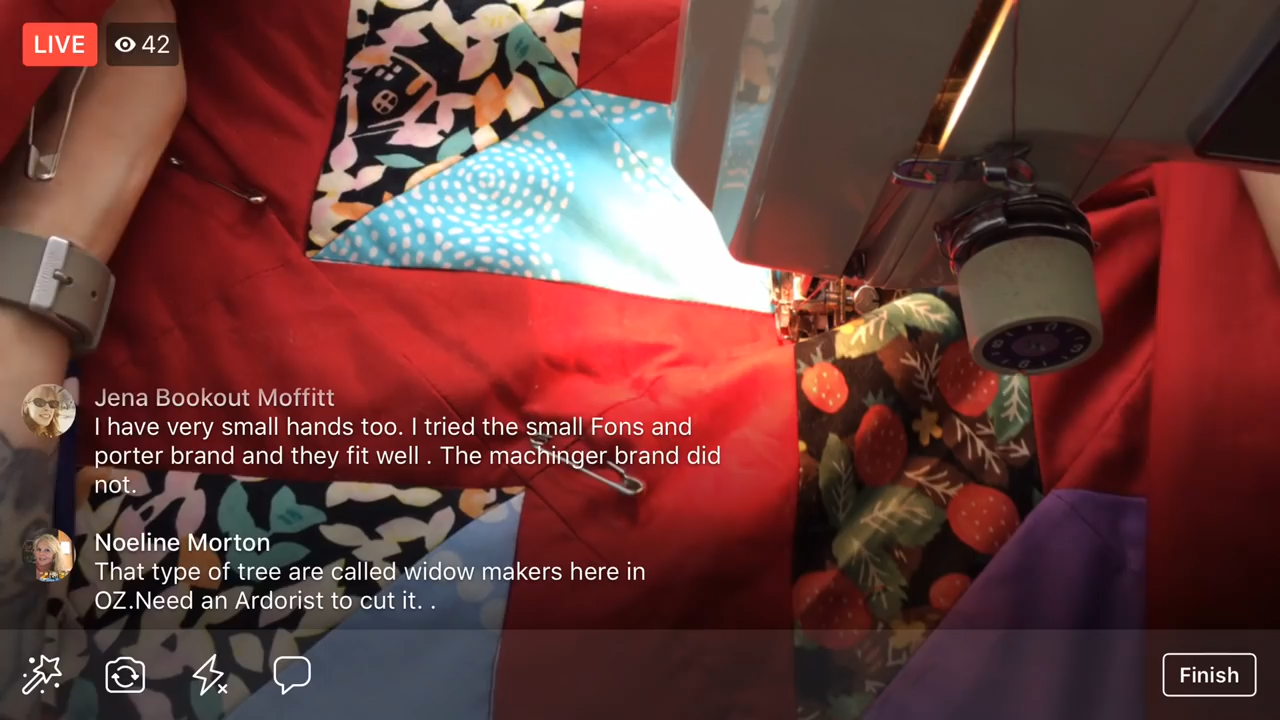 LIVE
42
Jena Bookout Moffitt
I have very small hands too. I tried the small Fons and
porter brand and they fit well . The machinger brand did
not.
Noeline Morton
That type of tree are called widow makers here in
OZ.Need an Ardorist to cut it. .
Finish